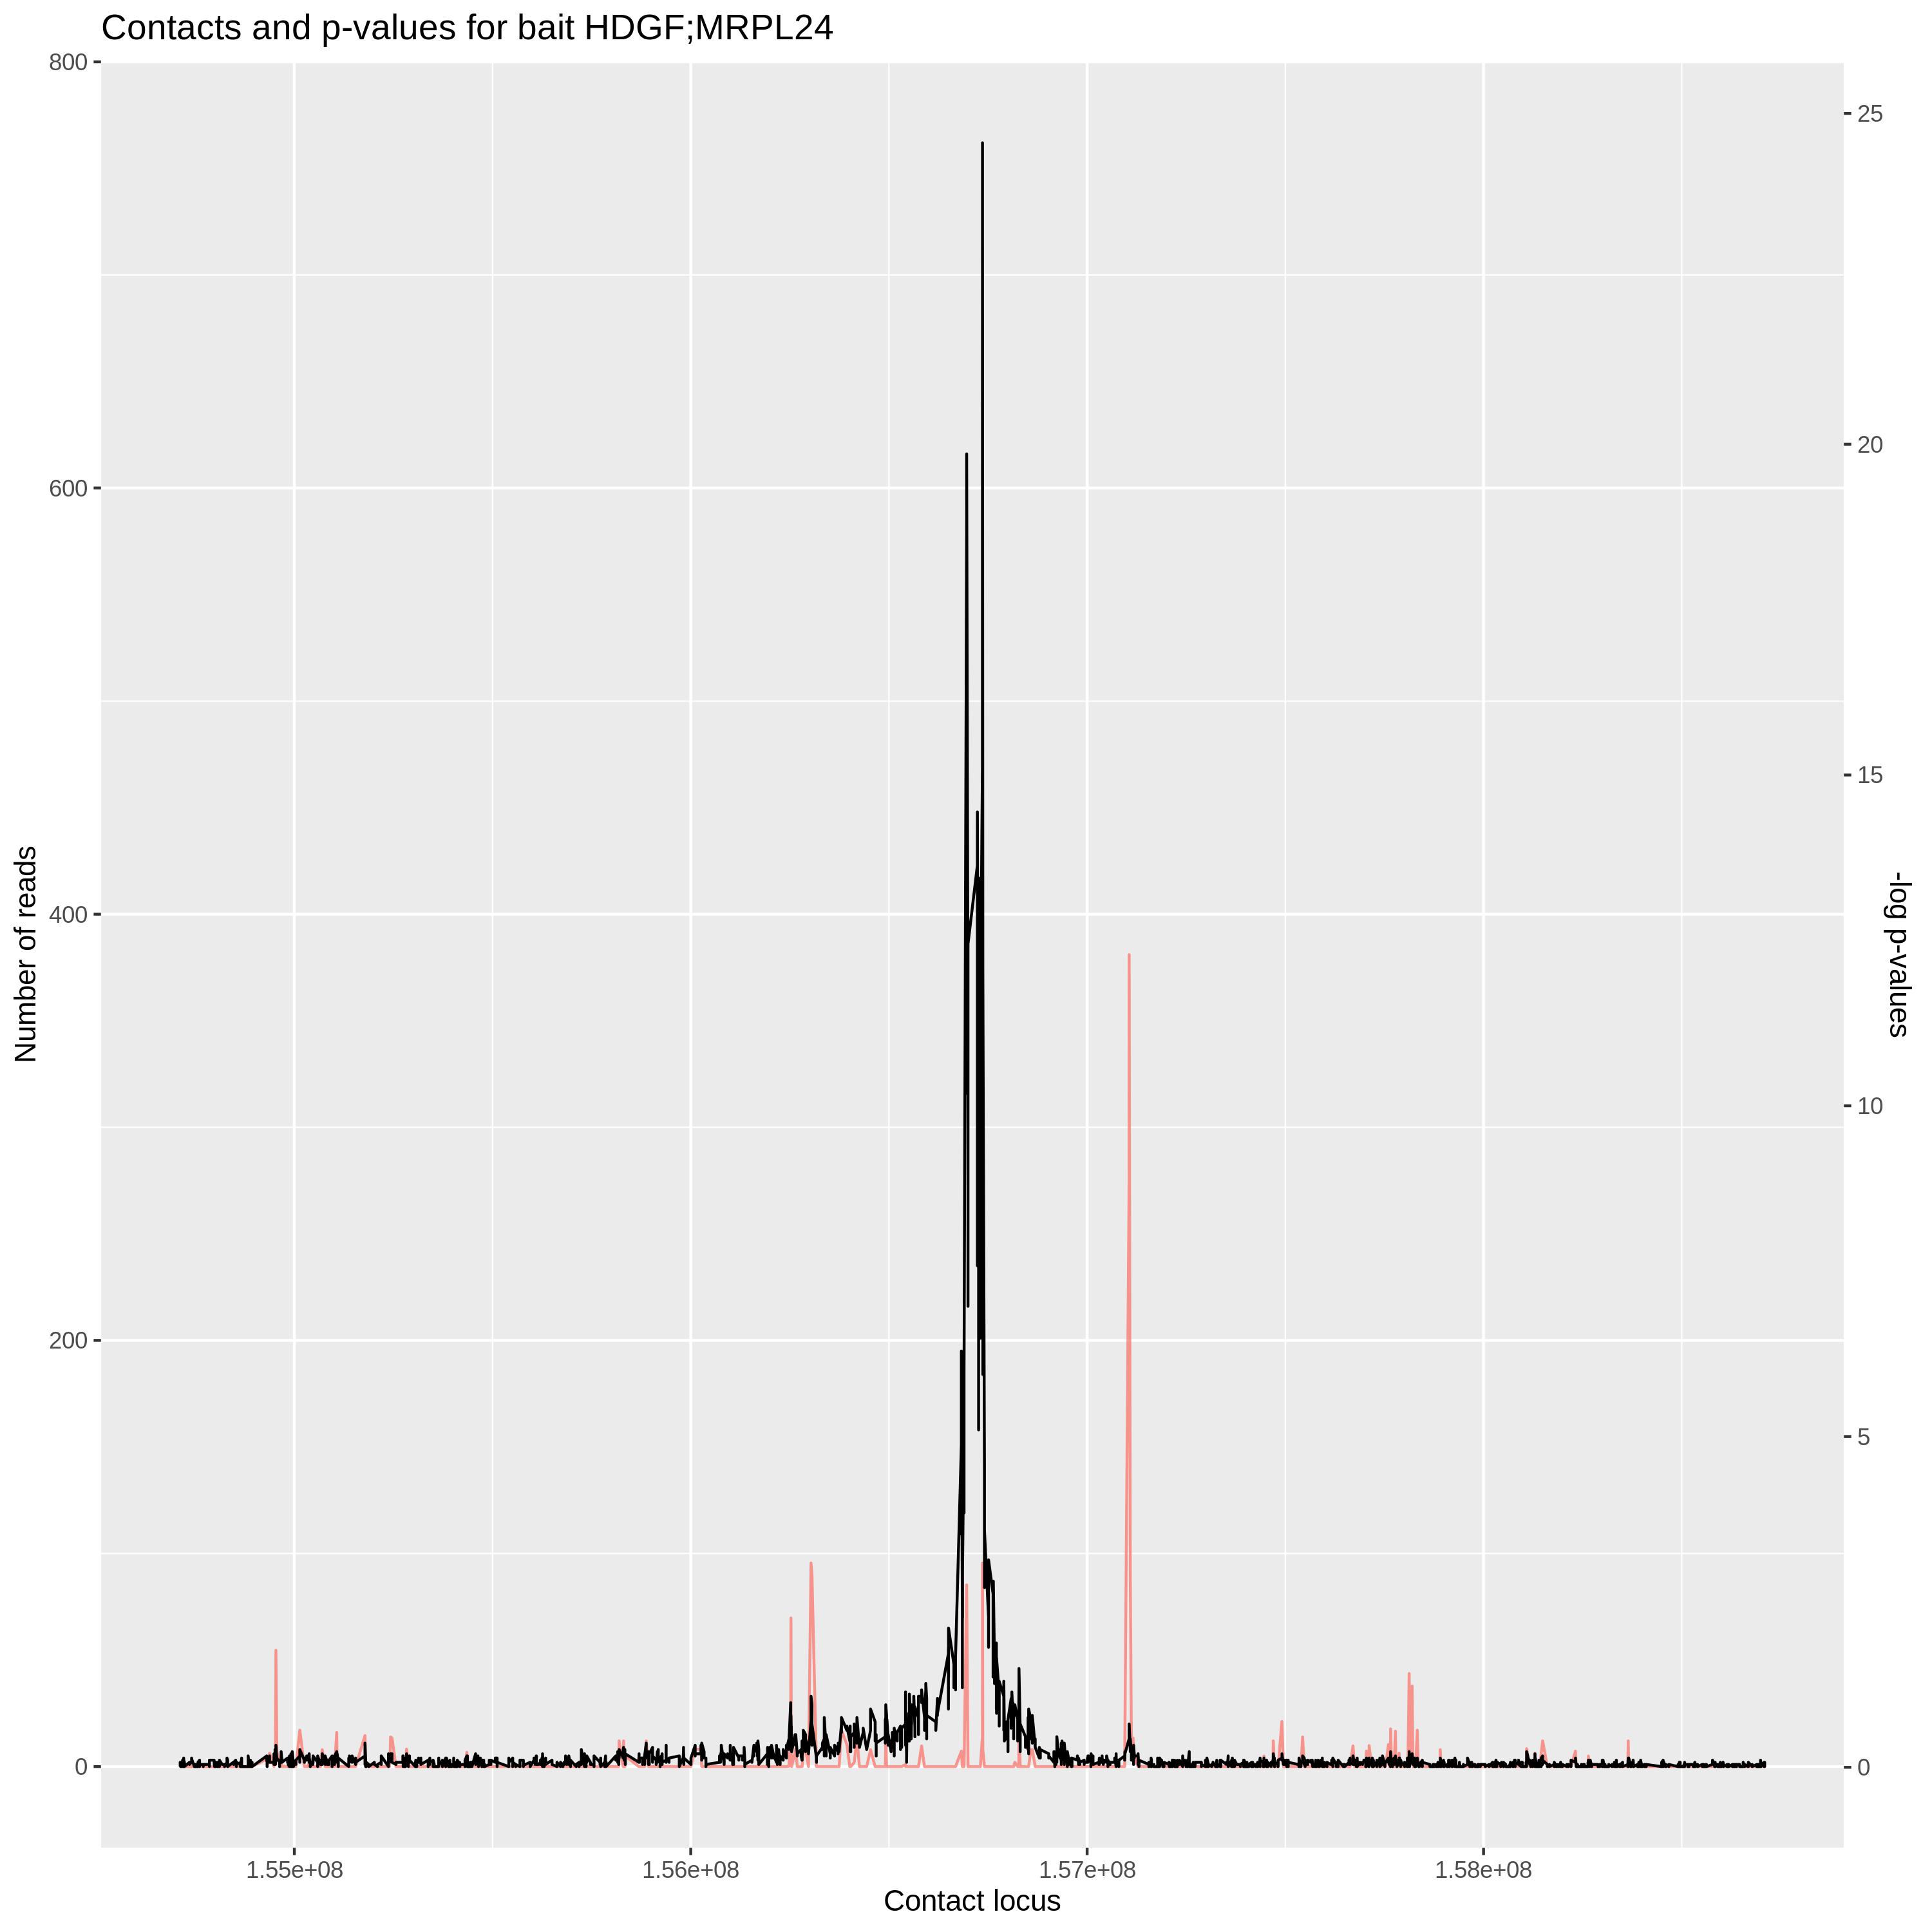 Contacts and p-values for bait HDGF;MRPL24
800
600
400
200
0
Number of reads
25
20
15
10
5
0
-log p-values
1.55e+08
1.56e+08
1.57e+08
1.58e+08
Contact locus